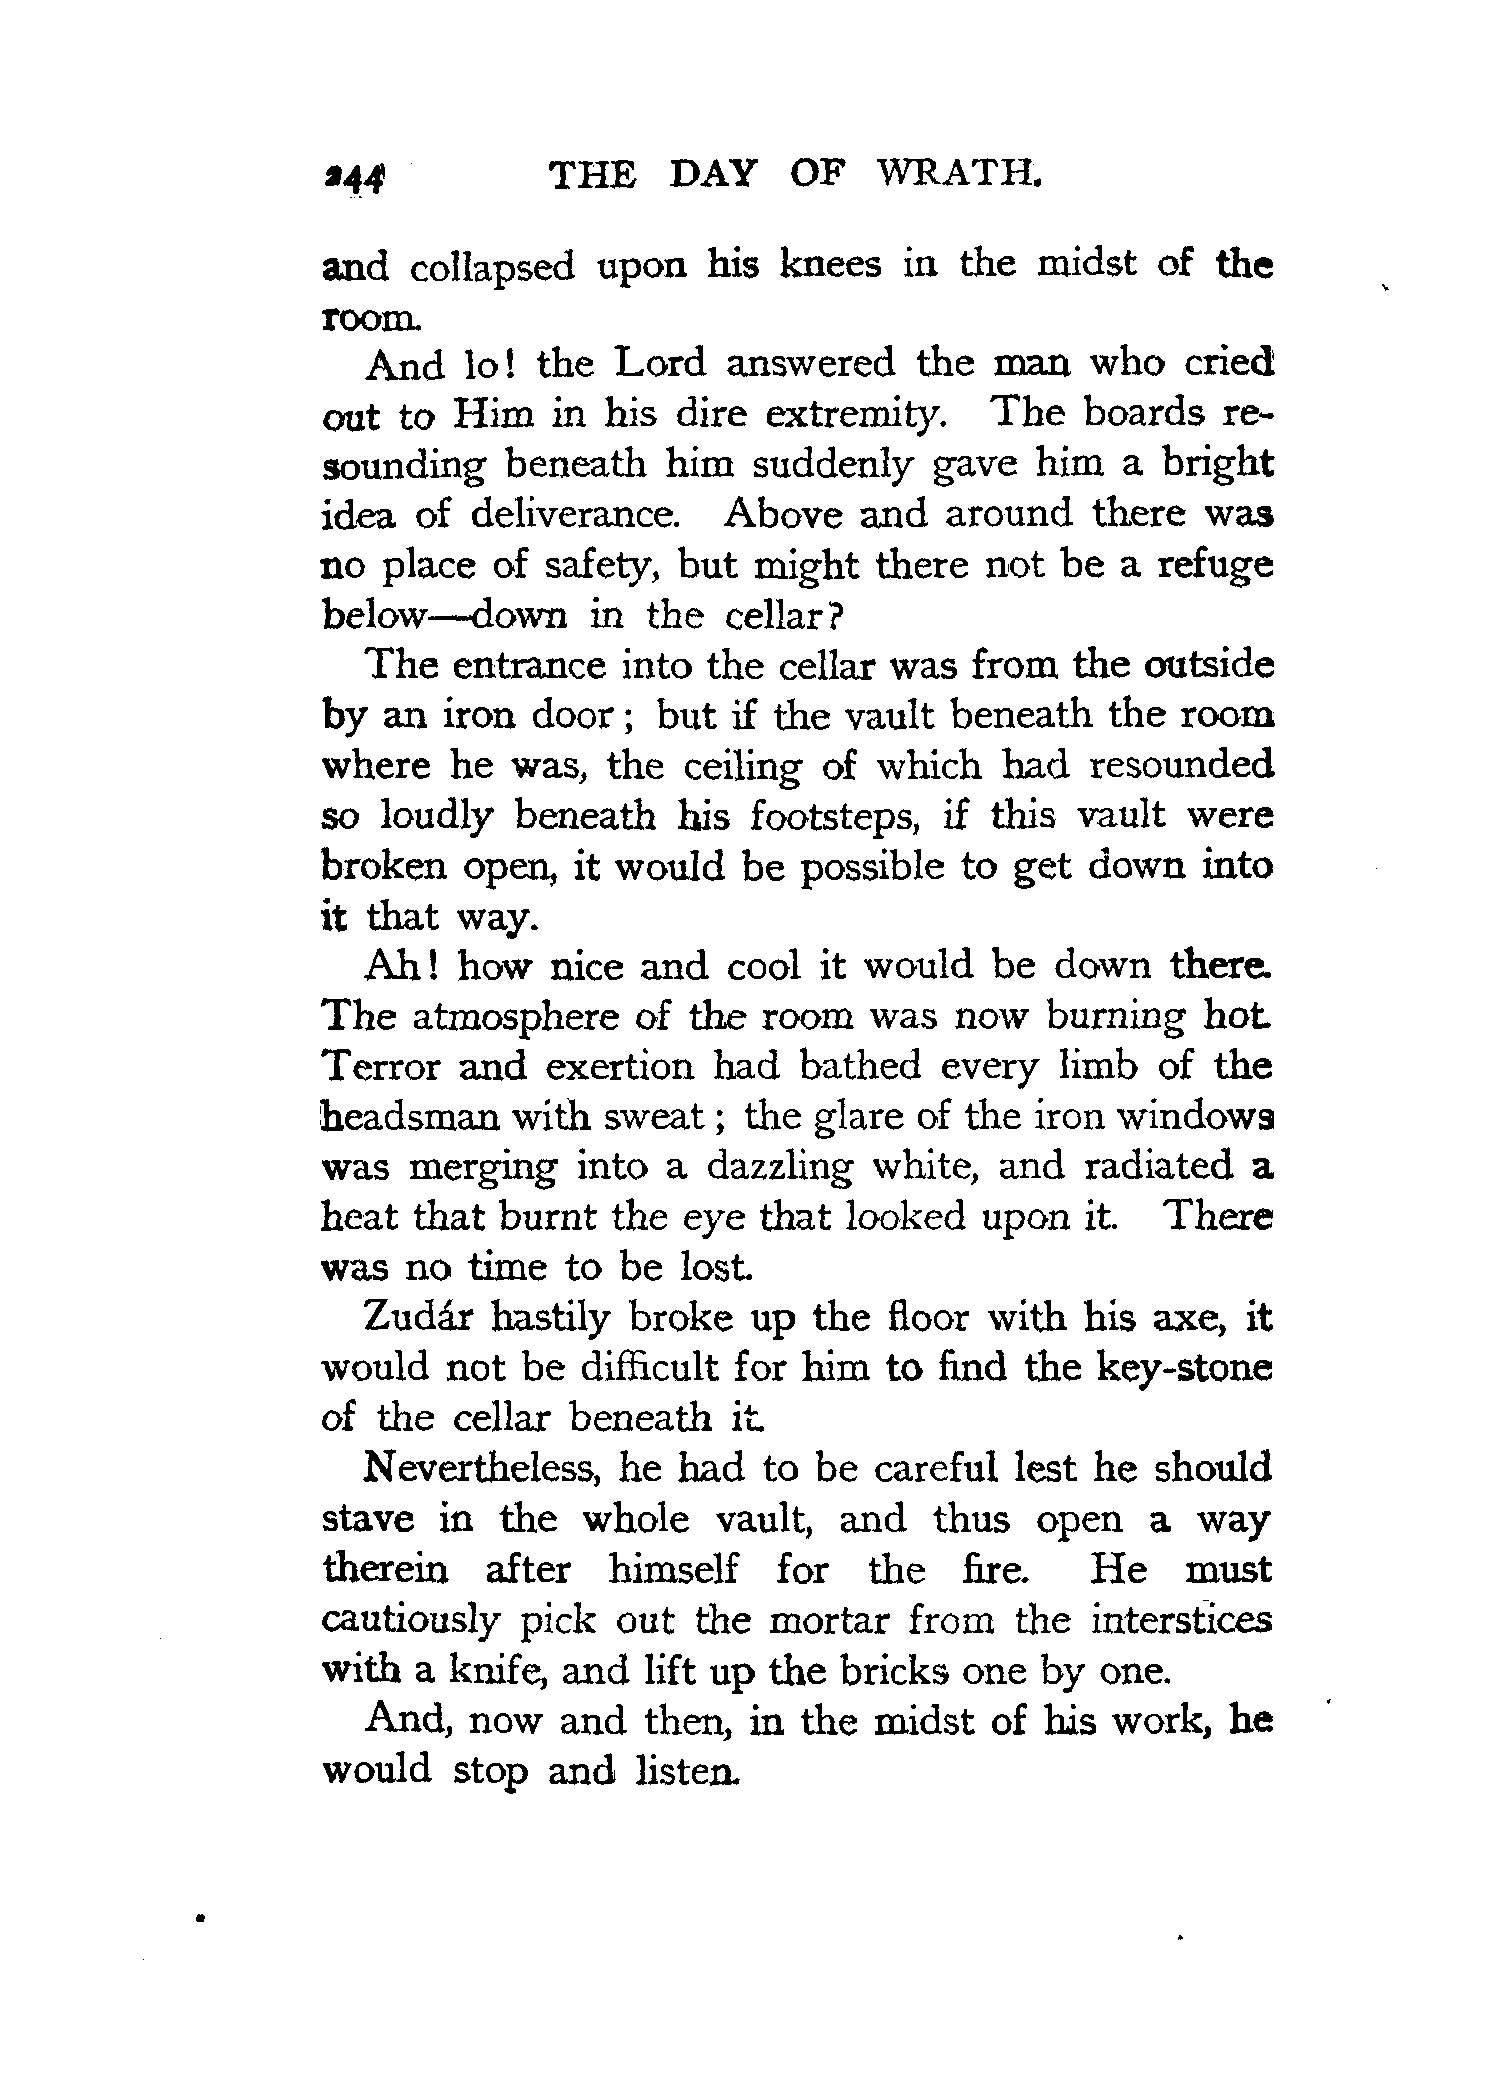 244 THE DAY OF WRATH.
and collapsed upon his knees in the midst of the
room.
And lo! the Lord answered the man who cried
out to Him in his dire extremity. The boards re-
sounding beneath him suddenly gave him a bright
idea of deliverance. Above and around there was
no place of safety, but might there not be a refuge
below—down in the cellar?
The entrance into the cellar was from the outside
by an iron door; but if the vault beneath the room
where he was, the ceiling of which had resounded
so loudly beneath his footsteps, if this vault were
broken open, it would be possible to get down into
it that way.
Ah! how nice and cool it would be down there.
The atmosphere of the room was now burning hot.
Terror and exertion had bathed every limb of the
headsman with sweat; the glare of the iron windows
was merging into a dazzling white, and radiated a
heat that burnt the eye that looked upon it. There
was no time to be lost.
Zudár hastily broke up the floor with his axe, it
would not be difficult for him to find the key-stone
of the cellar beneath it.
Nevertheless, he had to be careful lest he should
stave in the whole vault, and thus open a way
therein after himself for the fire. He must
cautiously pick out the mortar from the interstices
with a knife, and lift up the bricks one by one.
And, now and then, in the midst of his work, he
would stop and listen.